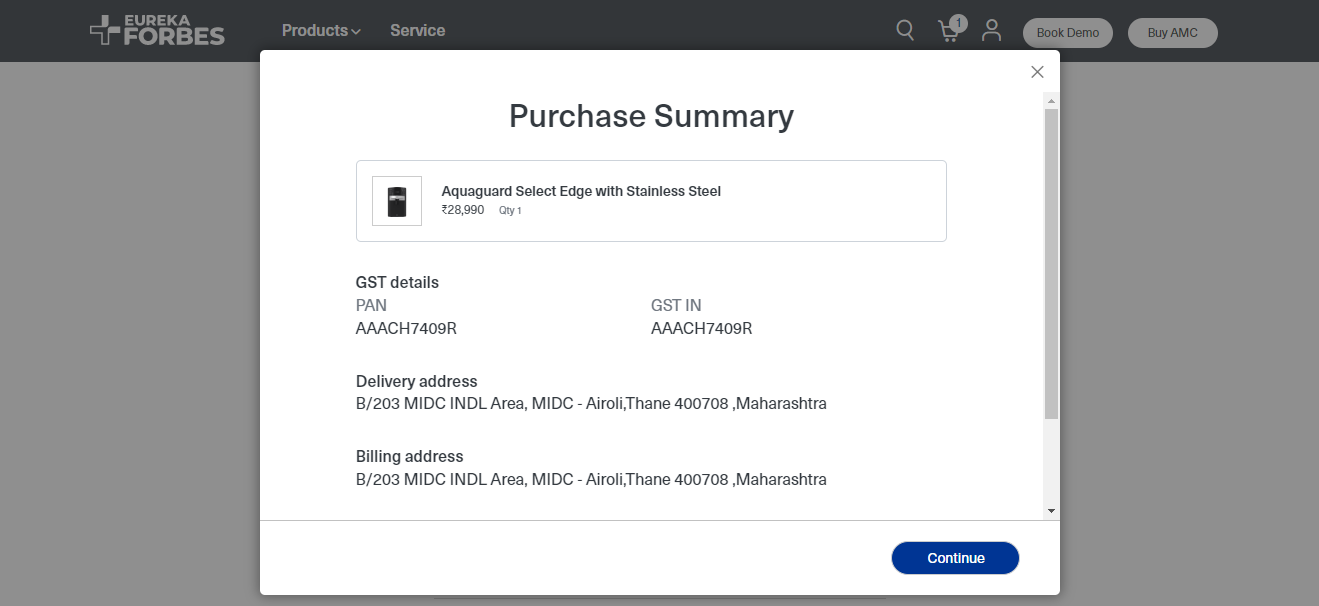 EUREKA
FORBES
Products
Service
1
Book Demo
Buy AMC
Purchase Summary
Aquaguard Select Edge with Stainless Steel
₹28,990 Qty 1
GST details
PAN GST IN
AAACH7409R AAACH7409R
Delivery address
B/203 MIDC INDL Area, MIDC - Airoli,Thane 400708 ,Maharashtra
Billing address
B/203 MIDC INDL Area, MIDC - Airoli,Thane 400708 ,Maharashtra
Continue